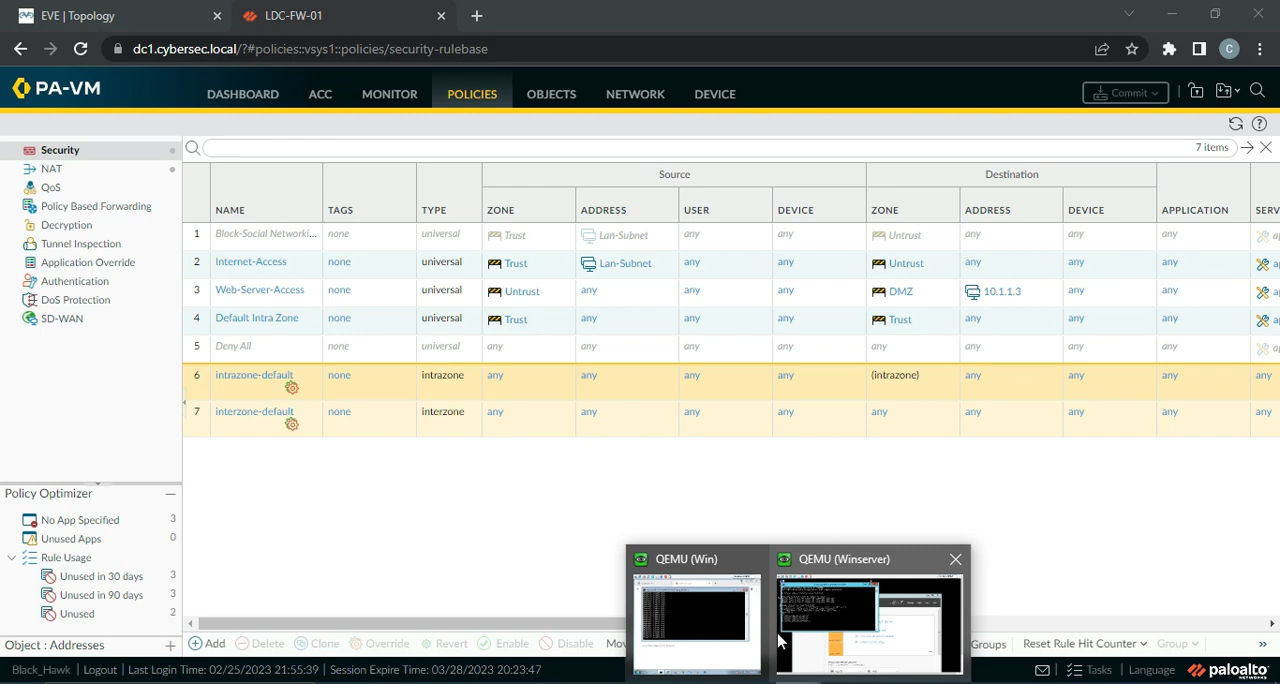 EVE | Topology
LDC-FW-01
dc1.cybersec.local/?#policies::vsys1::policies/security-rulebase
C
PA-VM
DASHBOARD ACC MONITOR POLICIES OBJECTS NETWORK DEVICE
Commit
Security
NAT
QoS
Policy Based Forwarding
Decryption
Tunnel Inspection
Application Override
Authentication
DoS Protection
SD-WAN
7 items
Source Destination
NAME TAGS TYPE ZONE ADDRESS USER DEVICE ZONE ADDRESS DEVICE APPLICATION SERV
1 Block-Social Networki... none universal Trust Lan-Subnet any any Untrust any any any
2 Internet-Access none universal Trust Lan-Subnet any any Untrust any any any
3 Web-Server-Access none universal Untrust any any any DMZ 10.1.1.3 any any
4 Default Intra Zone none universal Trust any any any Trust any any any
5 Deny All none universal any any any any any any any any
6 intrazone-default none intrazone any any any any (intrazone) any any any any
7 interzone-default none interzone any any any any any any any any any
Policy Optimizer
No App Specified 3
Unused Apps 0
Rule Usage
Unused in 30 days 3
Unused in 90 days 3
Unused 2
Object : Addresses
QEMU (Win) QEMU (Winserver)
Add Delete Clone Override Revert Enable Disable Mov Groups Reset Rule Hit Counter Group
Black_Hawk | Logout | Last Login Time: 02/25/2023 21:55:39 | Session Expire Time: 03/28/2023 20:23:47
Tasks | Language paloalto
NETWORKS